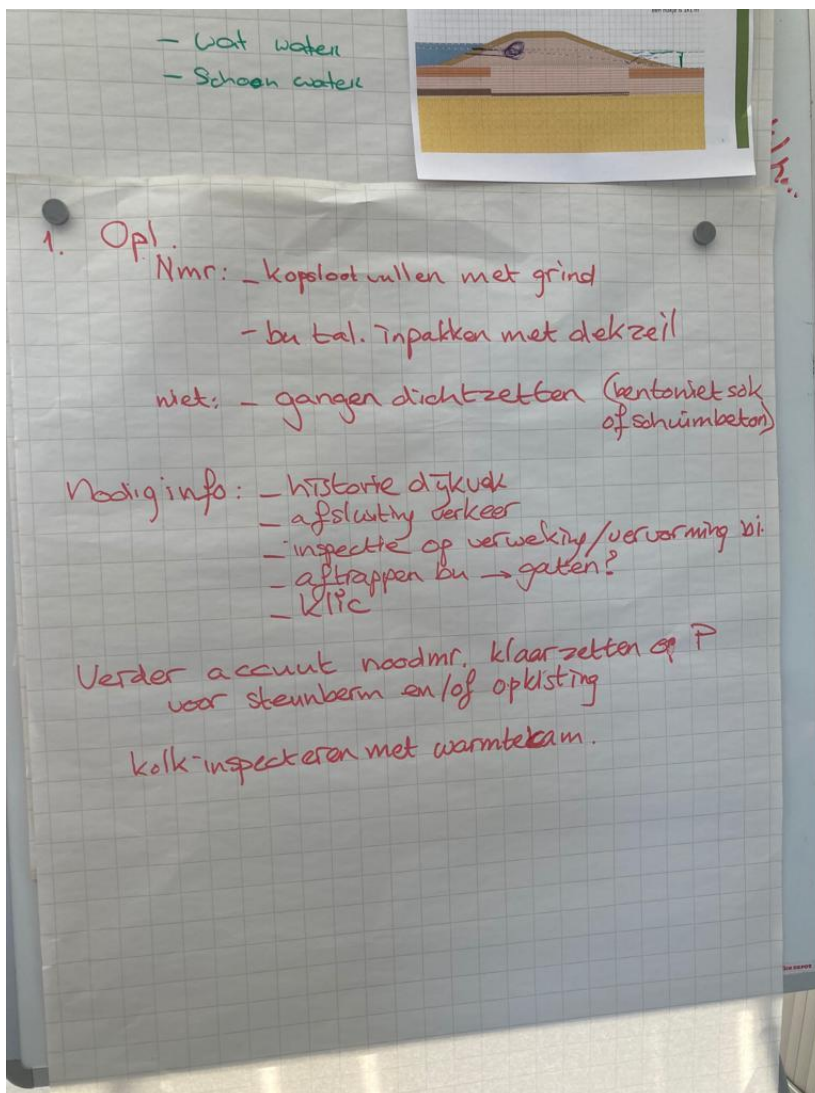 - wat water
- Schoon water
1. Opl.
Nmr: - kopsloot vullen met grind
- bu tal. inpakken met dekzeil
niet: - gangen dichtzetten (bentoniet sok
of schuimbeton)
Nodig info: - historie dijkvak
- afsluiting verkeer
- inspectie op verweking/vervorming bi.
- aftrappen bu → gaten?
- Klic
Verder accuut noodmr. klaarzetten op P
voor steunberm en/of opkisting
kolk-inspecteren met warmtecam.